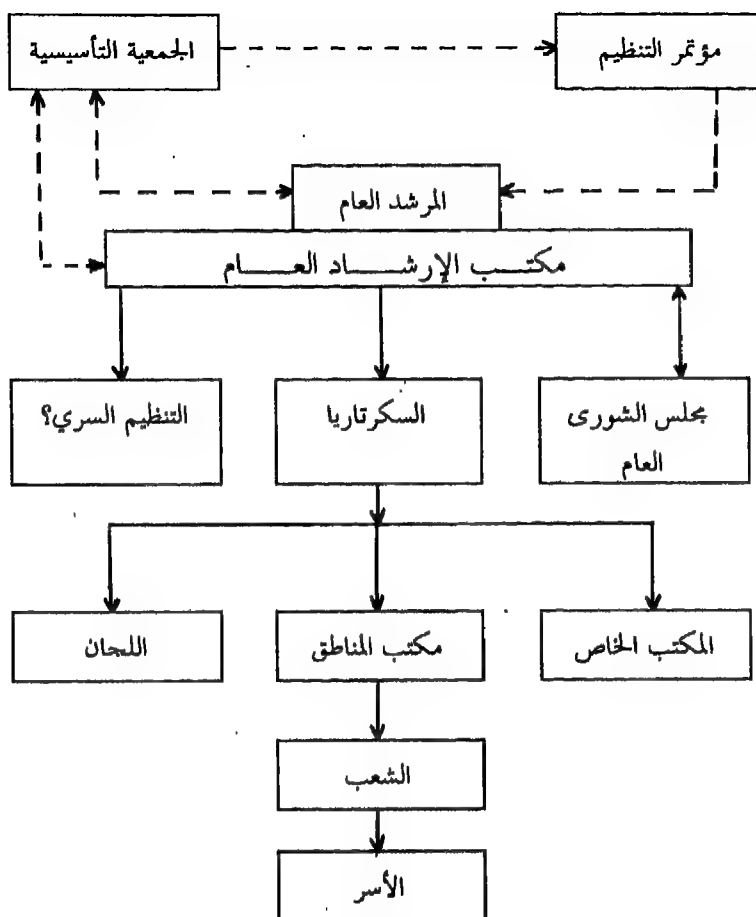 مؤتمر التنظيم
الجمعية التأسيسية
المرشد العام
مكتب الإرشاد العام
مجلس الشورى
العام
السكرتاريا
التنظيم السري؟
المكتب الخاص
مكتب المناطق
اللجان
الشعب
الأسر